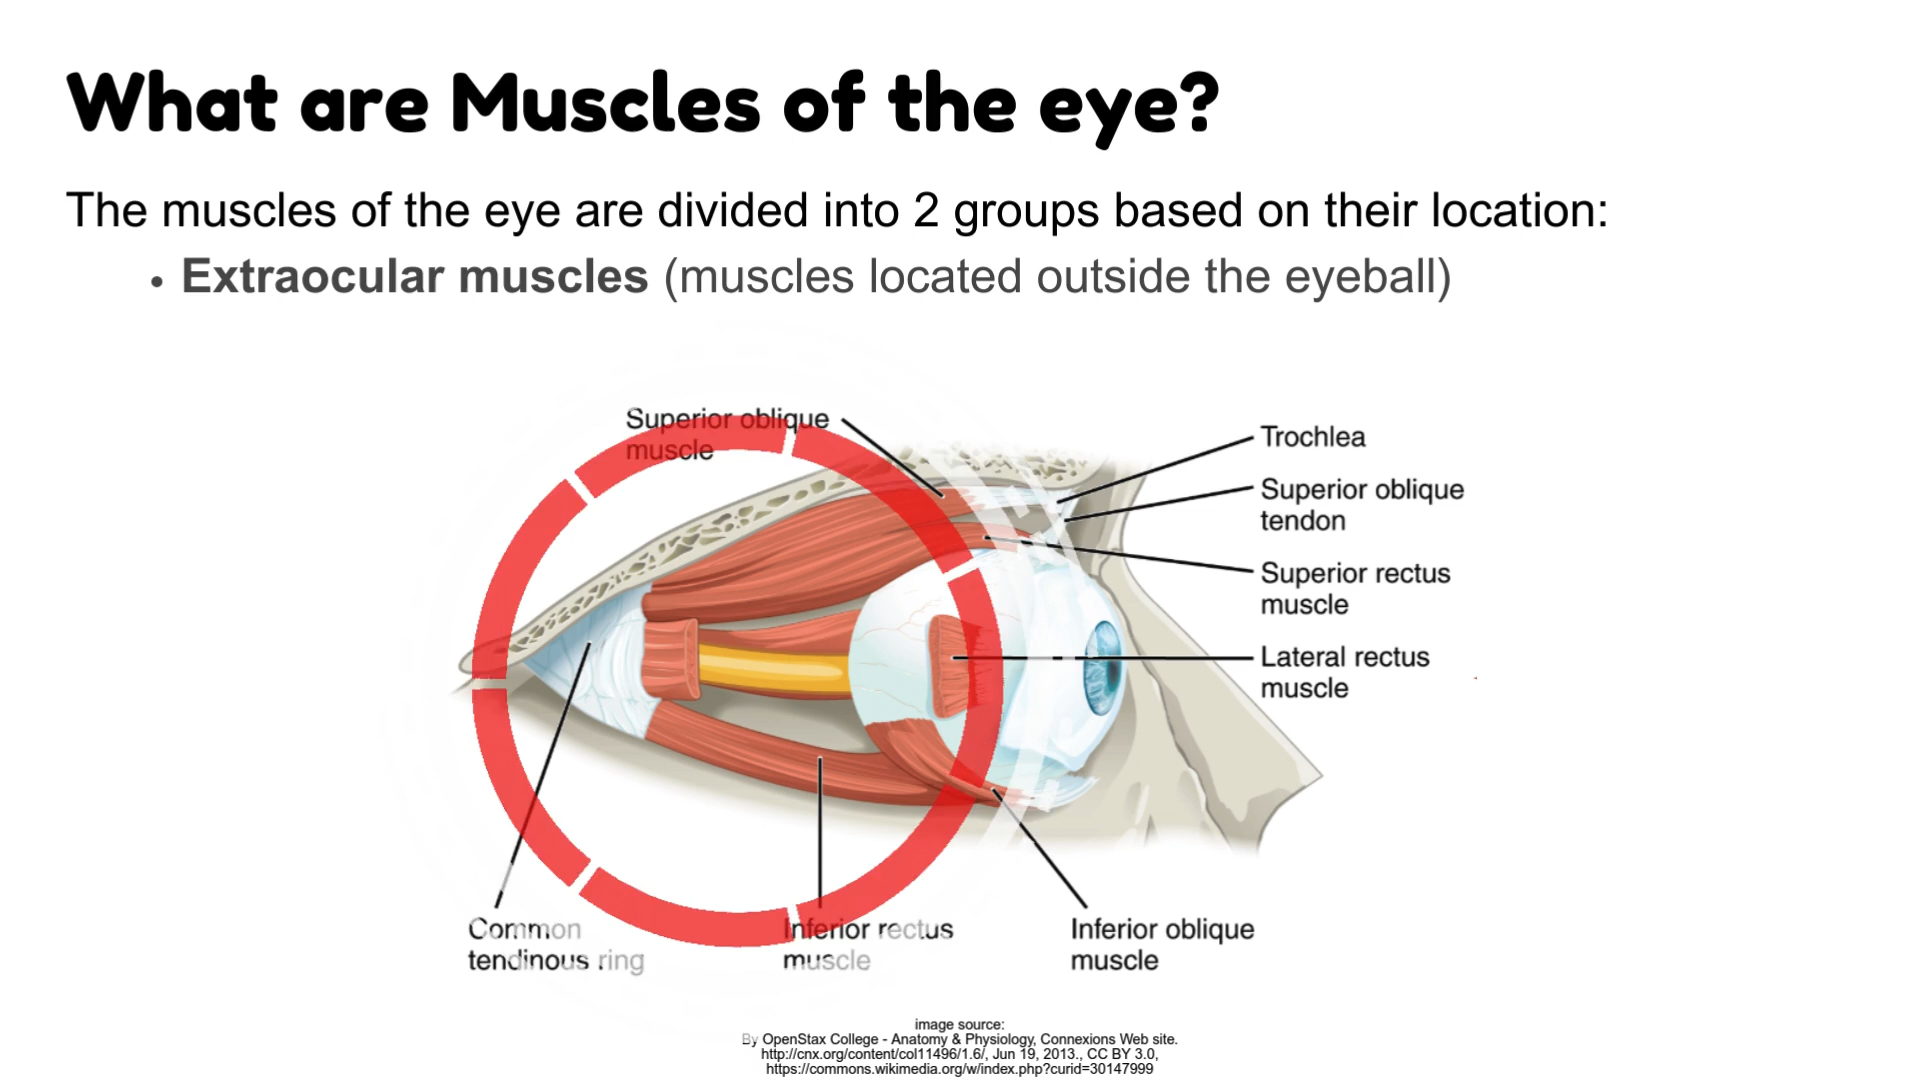 What are Muscles of the eye?
The muscles of the eye are divided into 2 groups based on their location:
• Extraocular muscles (muscles located outside the eyeball)
Superior oblique
muscle
Trochlea
Superior oblique
tendon
Superior rectus
muscle
Lateral rectus
muscle
Common
tendinous ring
Inferior rectus
muscle
Inferior oblique
muscle
image source:
By OpenStax College - Anatomy & Physiology, Connexions Web site.
http://cnx.org/content/col11496/1.6/, Jun 19, 2013., CC BY 3.0,
https://commons.wikimedia.org/w/index.php?curid=30147999